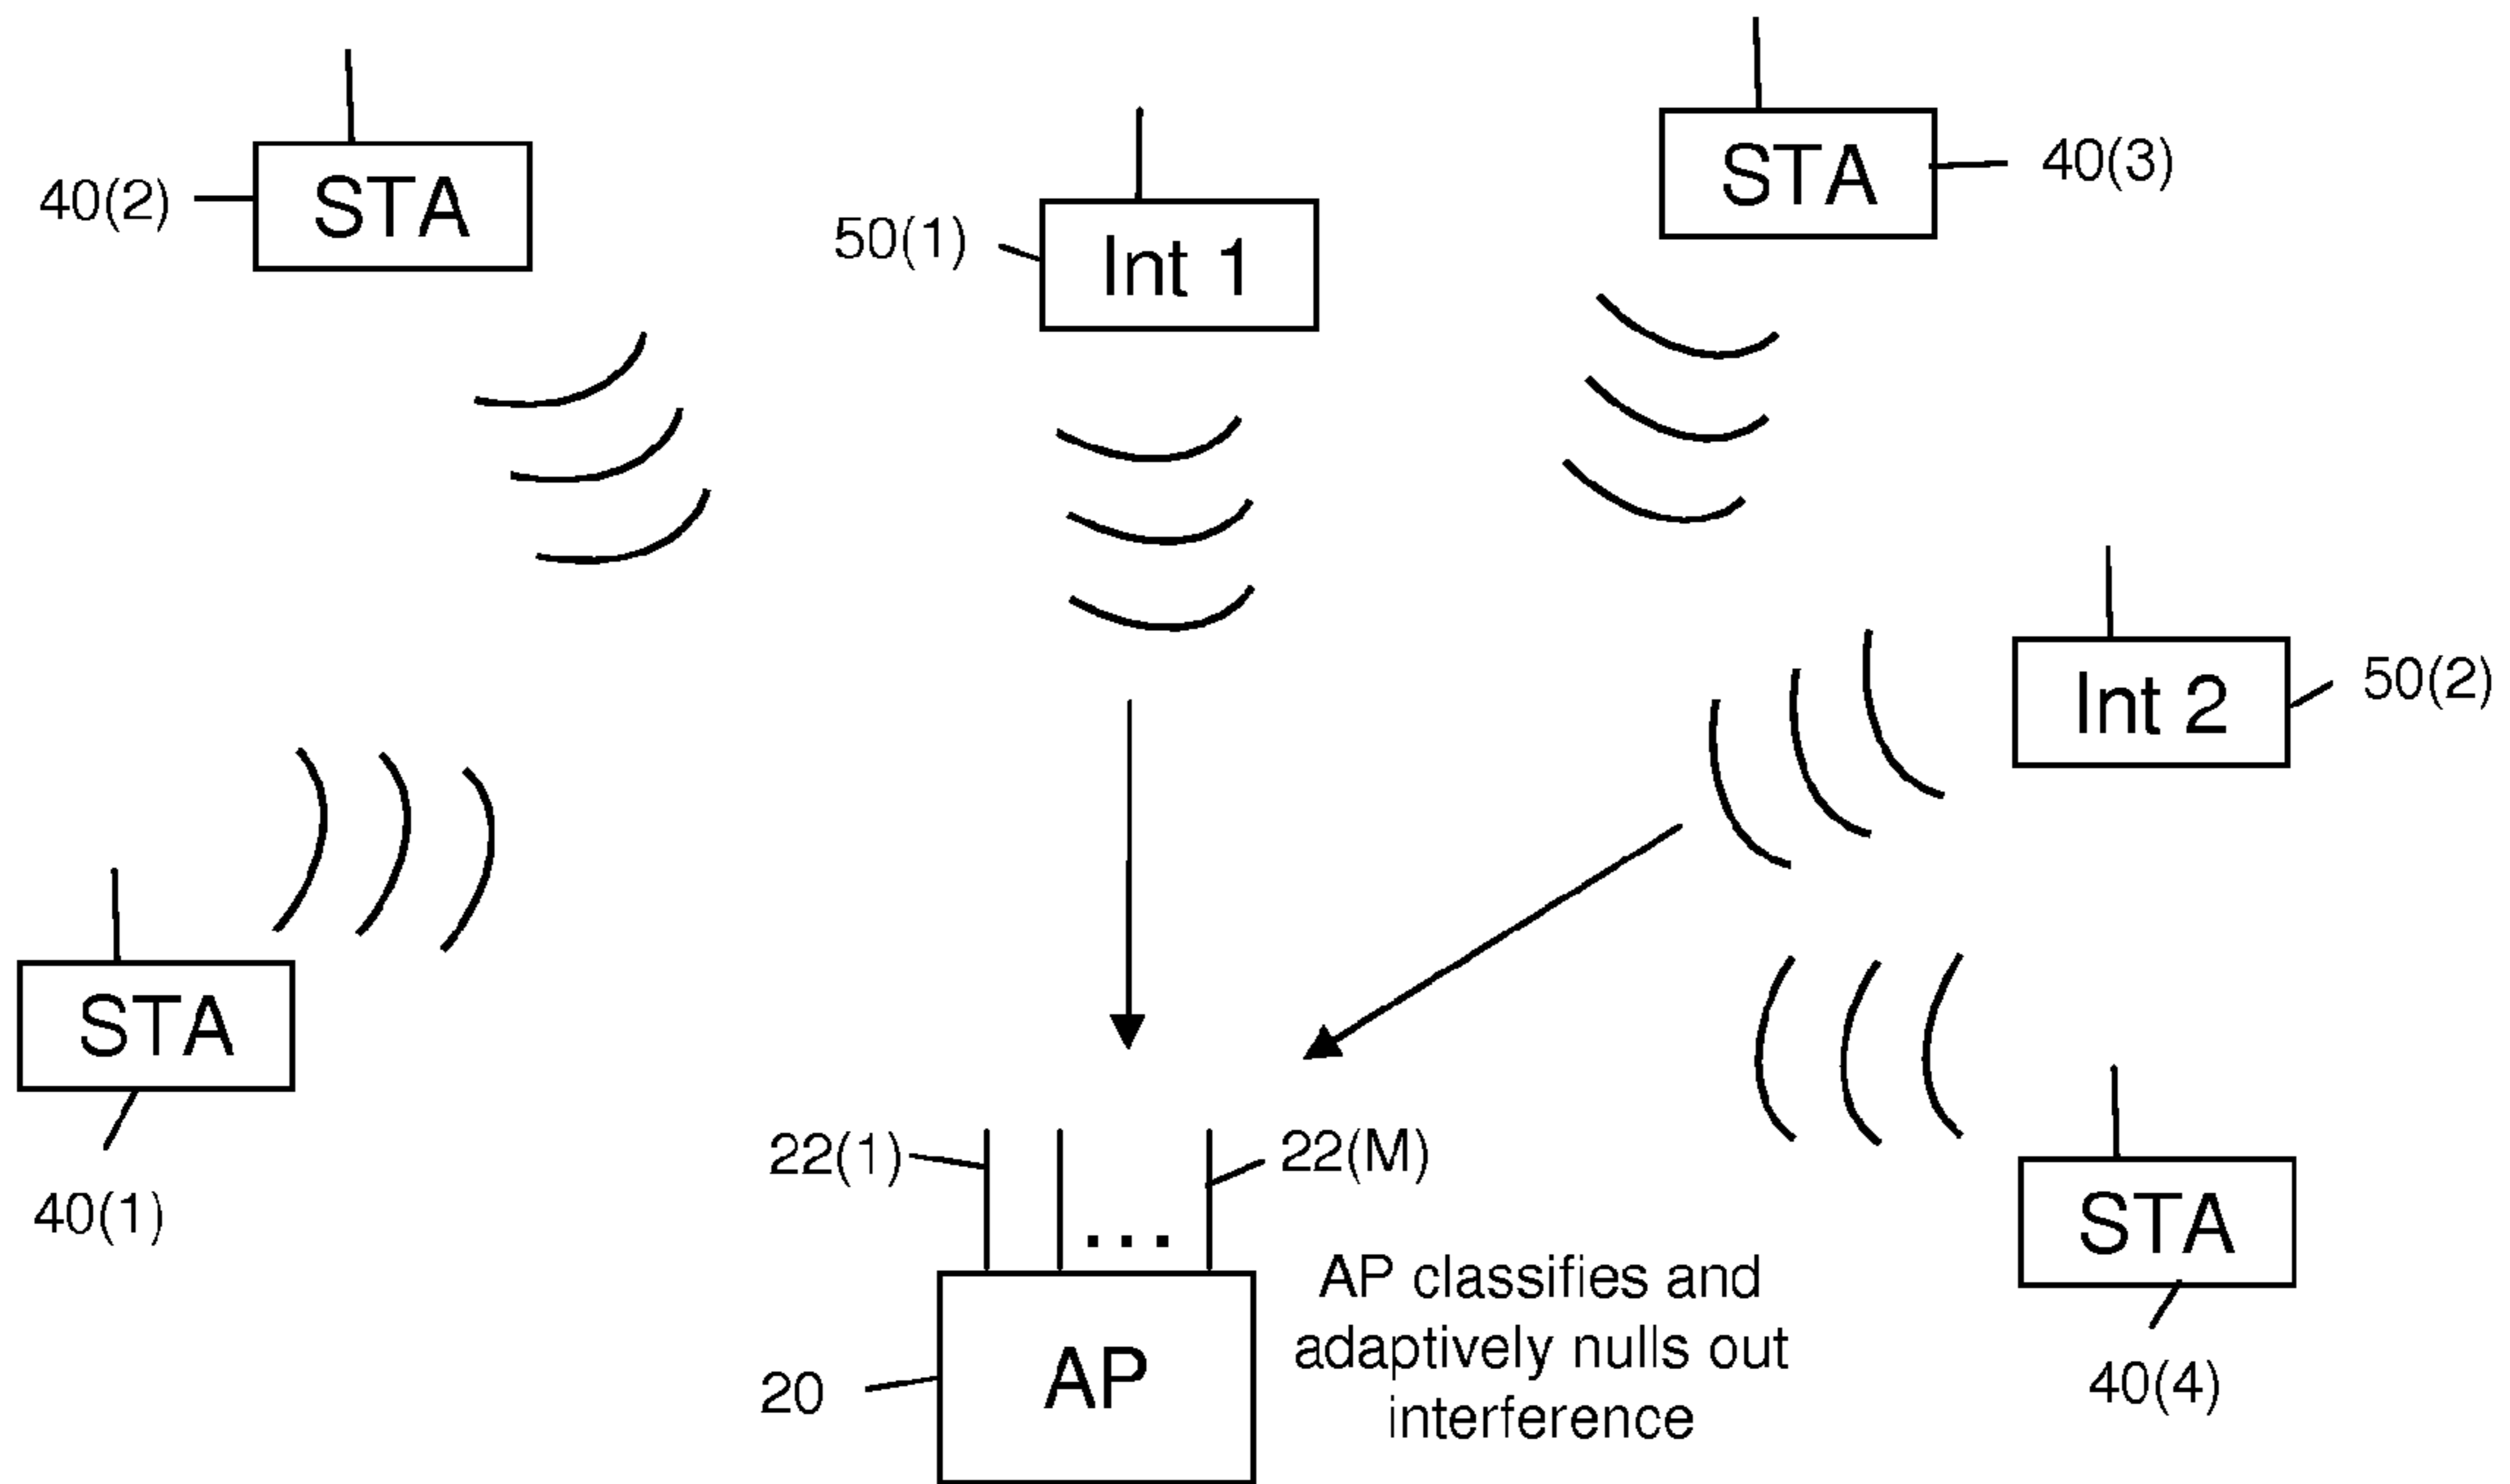 STA
40(3)
40(2)
STA
50(1)
Int 1
Int 2
50(2)
STA
40(1)
22(1)
22(M)
...
STA
40(4)
AP
20
AP classifies and
adaptively nulls out
interference